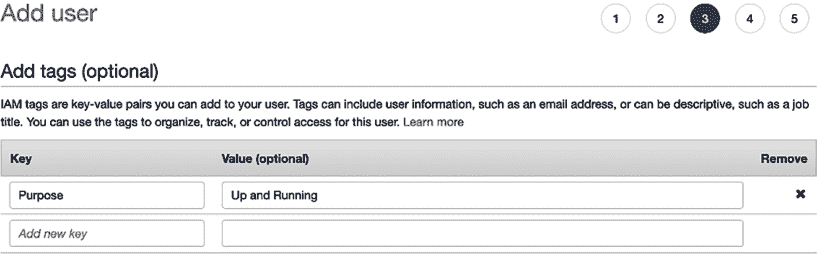 Add user
1 2 3 4 5
Add tags (optional)
IAM tags are key-value pairs you can add to your user. Tags can include user information, such as an email address, or can be descriptive, such as a job
title. You can use the tags to organize, track, or control access for this user. Learn more
Key Value (optional) Remove
Purpose Up and Running
Add new key